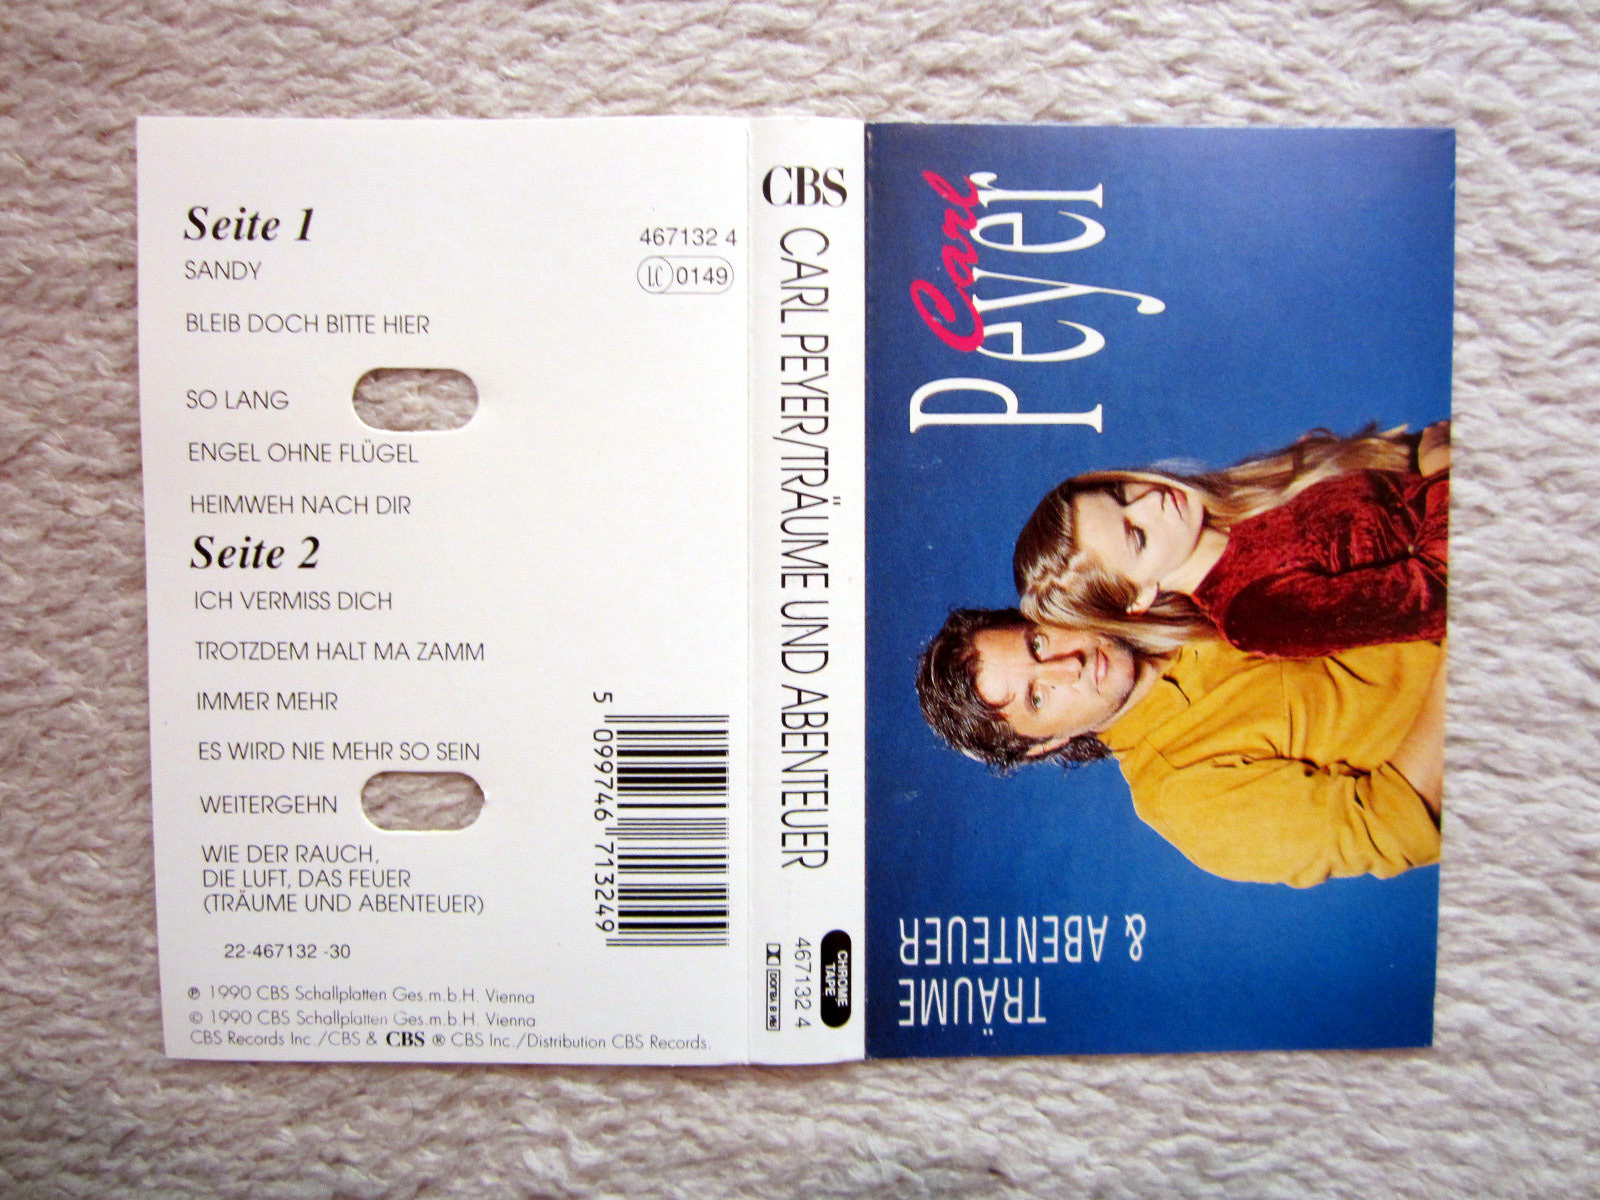 Seite 1
SANDY
BLEIB DOCH BITTE HIER
SO LANG
ENGEL OHNE FLÜGEL
HEIMWEH NACH DIR
Seite 2
ICH VERMISS DICH
TROTZDEM HALT MA ZAMM
IMMER MEHR
ES WIRD NIE MEHR SO SEIN
WEITERGEHN
WIE DER RAUCH,
DIE LUFT, DAS FEUER
(TRÄUME UND ABENTEUER)
22-467132 -30
℗ 1990 CBS Schallplatten Ges.m.b.H. Vienna
© 1990 CBS Schallplatten Ges.m.b.H. Vienna
CBS Records Inc./CBS & CBS ® CBS Inc./Distribution CBS Records.
467132 4
LC 0149
5 099746 713249
CBS
CARL PEYER/TRÄUME UND ABENTEUER
467132 4
CHROME
TAPE
DOLBY B NR
Carl
Peyer
TRÄUME
& ABENTEUER